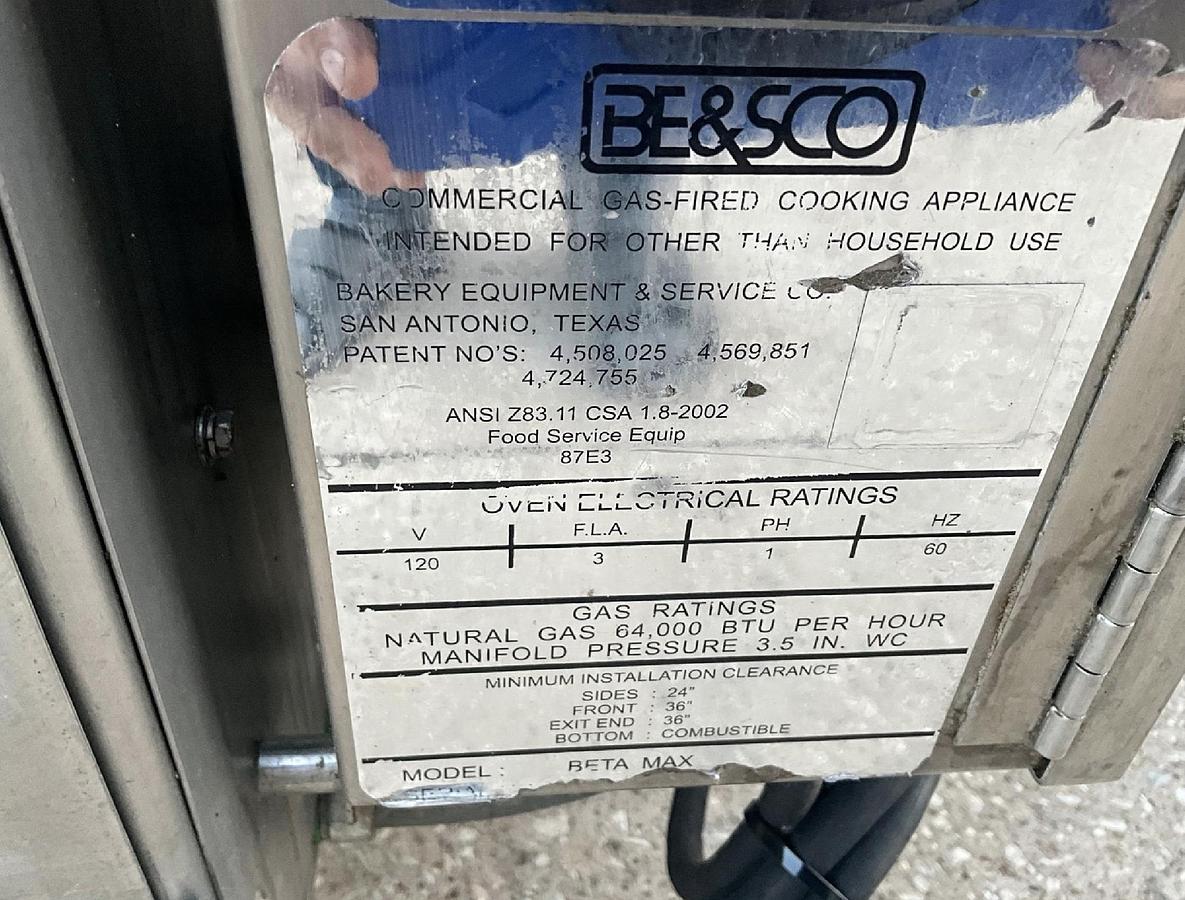 BE&SCO
COMMERCIAL GAS-FIRED COOKING APPLIANCE
INTENDED FOR OTHER THAN HOUSEHOLD USE
BAKERY EQUIPMENT & SERVICE CO.
SAN ANTONIO, TEXAS
PATENT NO'S: 4,508,025 4,569,851
4,724,755
ANSI Z83.11 CSA 1.8-2002
Food Service Equip
87E3
OVEN ELECTRICAL RATINGS
V F.L.A. PH HZ
120 3 1 60
GAS RATINGS
NATURAL GAS 64,000 BTU PER HOUR
MANIFOLD PRESSURE 3.5 IN. WC
MINIMUM INSTALLATION CLEARANCE
SIDES : 24"
FRONT : 36"
EXIT END : 36"
BOTTOM : COMBUSTIBLE
MODEL : BETA MAX